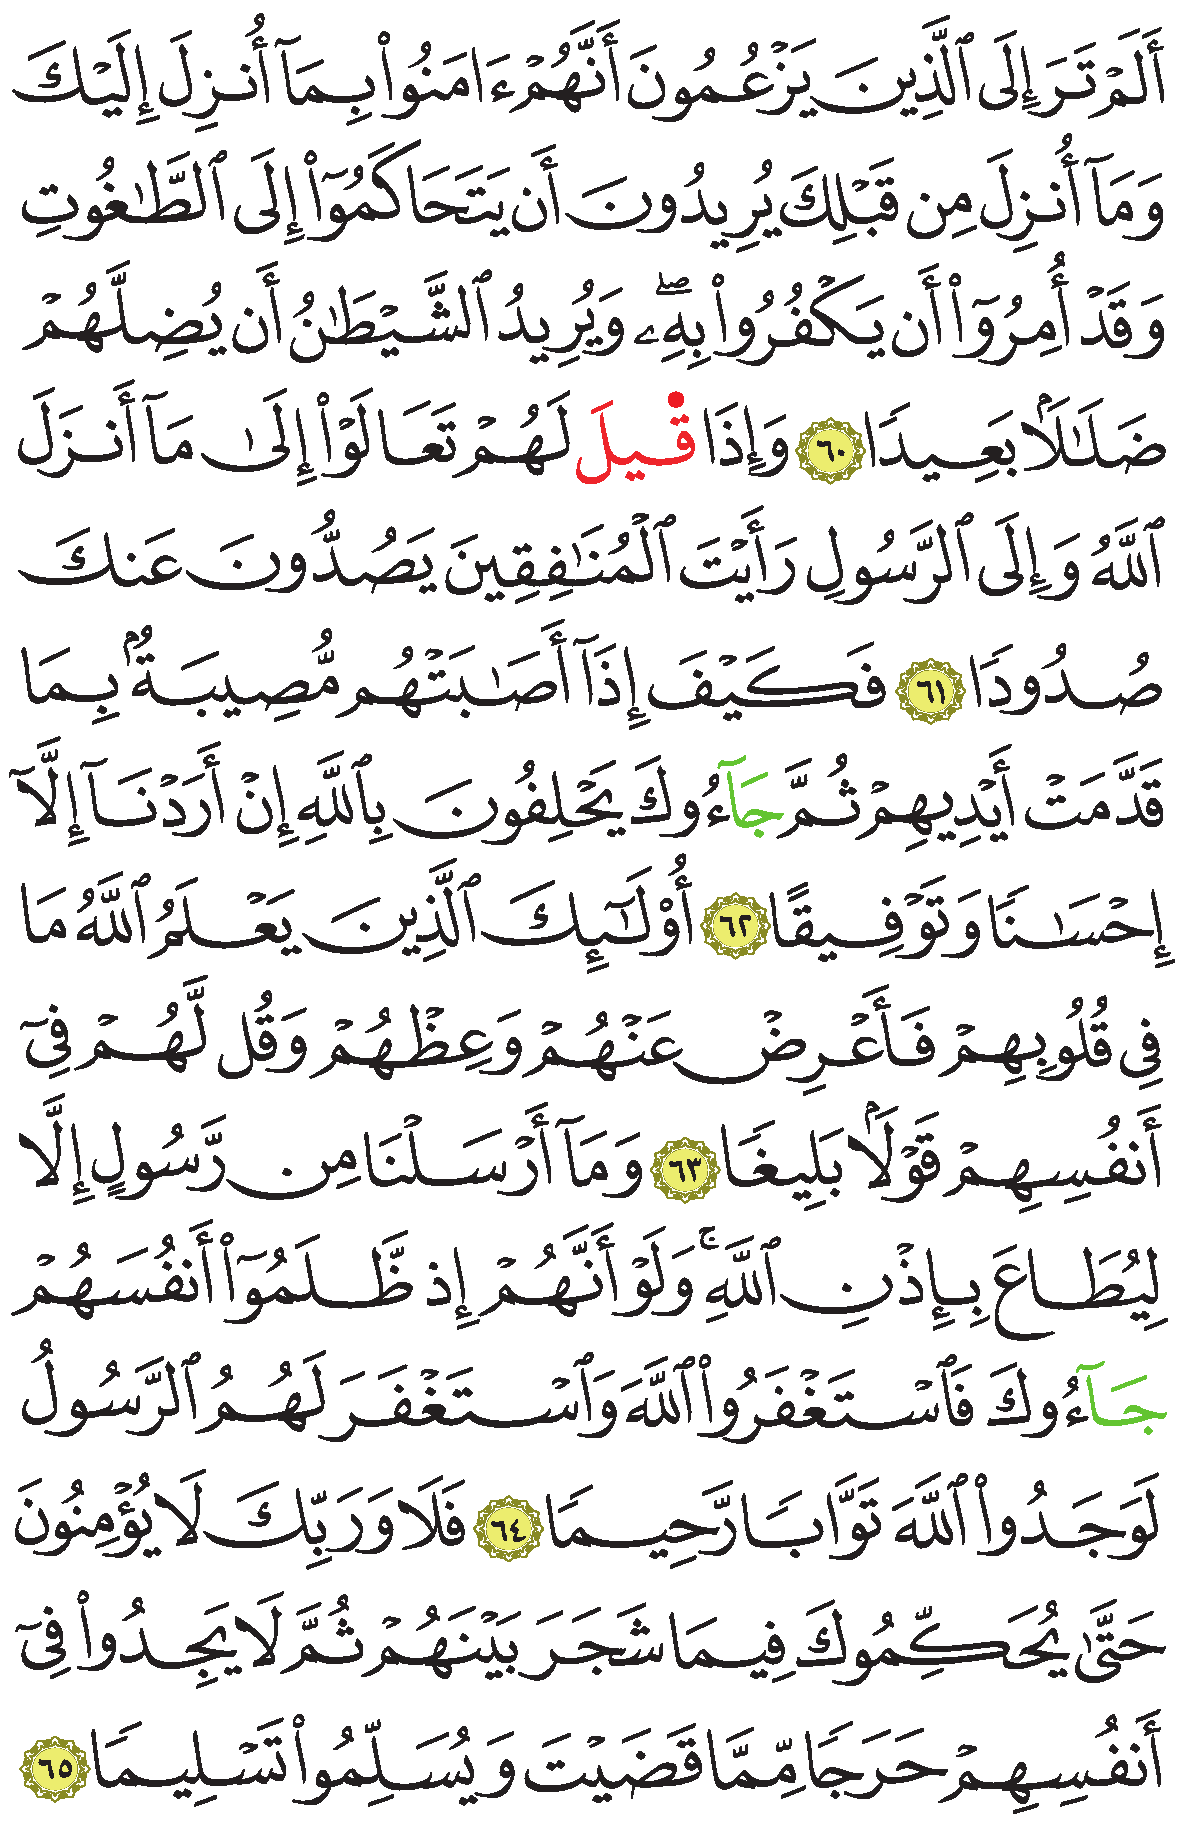 أَلَمۡ تَرَ إِلَى ٱلَّذِينَ يَزۡعُمُونَ أَنَّهُمۡ ءَامَنُواْ بِمَآ أُنزِلَ إِلَيۡكَ
وَمَآ أُنزِلَ مِن قَبۡلِكَ يُرِيدُونَ أَن يَتَحَاكَمُوٓاْ إِلَى ٱلطَّٰغُوتِ
وَقَدۡ أُمِرُوٓاْ أَن يَكۡفُرُواْ بِهِۦۖ وَيُرِيدُ ٱلشَّيۡطَٰنُ أَن يُضِلَّهُمۡ
ضَلَٰلَۢا بَعِيدٗا ٦٠ وَإِذَا قِيلَ لَهُمۡ تَعَالَوۡاْ إِلَىٰ مَآ أَنزَلَ
ٱللَّهُ وَإِلَى ٱلرَّسُولِ رَأَيۡتَ ٱلۡمُنَٰفِقِينَ يَصُدُّونَ عَنكَ
صُدُودٗا ٦١ فَكَيۡفَ إِذَآ أَصَٰبَتۡهُم مُّصِيبَةُۢ بِمَا
قَدَّمَتۡ أَيۡدِيهِمۡ ثُمَّ جَآءُوكَ يَحۡلِفُونَ بِٱللَّهِ إِنۡ أَرَدۡنَآ إِلَّآ
إِحۡسَٰنٗا وَتَوۡفِيقًا ٦٢ أُوْلَٰٓئِكَ ٱلَّذِينَ يَعۡلَمُ ٱللَّهُ مَا
فِي قُلُوبِهِمۡ فَأَعۡرِضۡ عَنۡهُمۡ وَعِظۡهُمۡ وَقُل لَّهُمۡ فِيٓ
أَنفُسِهِمۡ قَوۡلَۢا بَلِيغٗا ٦٣ وَمَآ أَرۡسَلۡنَا مِن رَّسُولٍ إِلَّا
لِيُطَاعَ بِإِذۡنِ ٱللَّهِۚ وَلَوۡ أَنَّهُمۡ إِذ ظَّلَمُوٓاْ أَنفُسَهُمۡ
جَآءُوكَ فَٱسۡتَغۡفَرُواْ ٱللَّهَ وَٱسۡتَغۡفَرَ لَهُمُ ٱلرَّسُولُ
لَوَجَدُواْ ٱللَّهَ تَوَّابٗا رَّحِيمٗا ٦٤ فَلَا وَرَبِّكَ لَا يُؤۡمِنُونَ
حَتَّىٰ يُحَكِّمُوكَ فِيمَا شَجَرَ بَيۡنَهُمۡ ثُمَّ لَا يَجِدُواْ فِيٓ
أَنفُسِهِمۡ حَرَجٗا مِّمَّا قَضَيۡتَ وَيُسَلِّمُواْ تَسۡلِيمٗا ٦٥